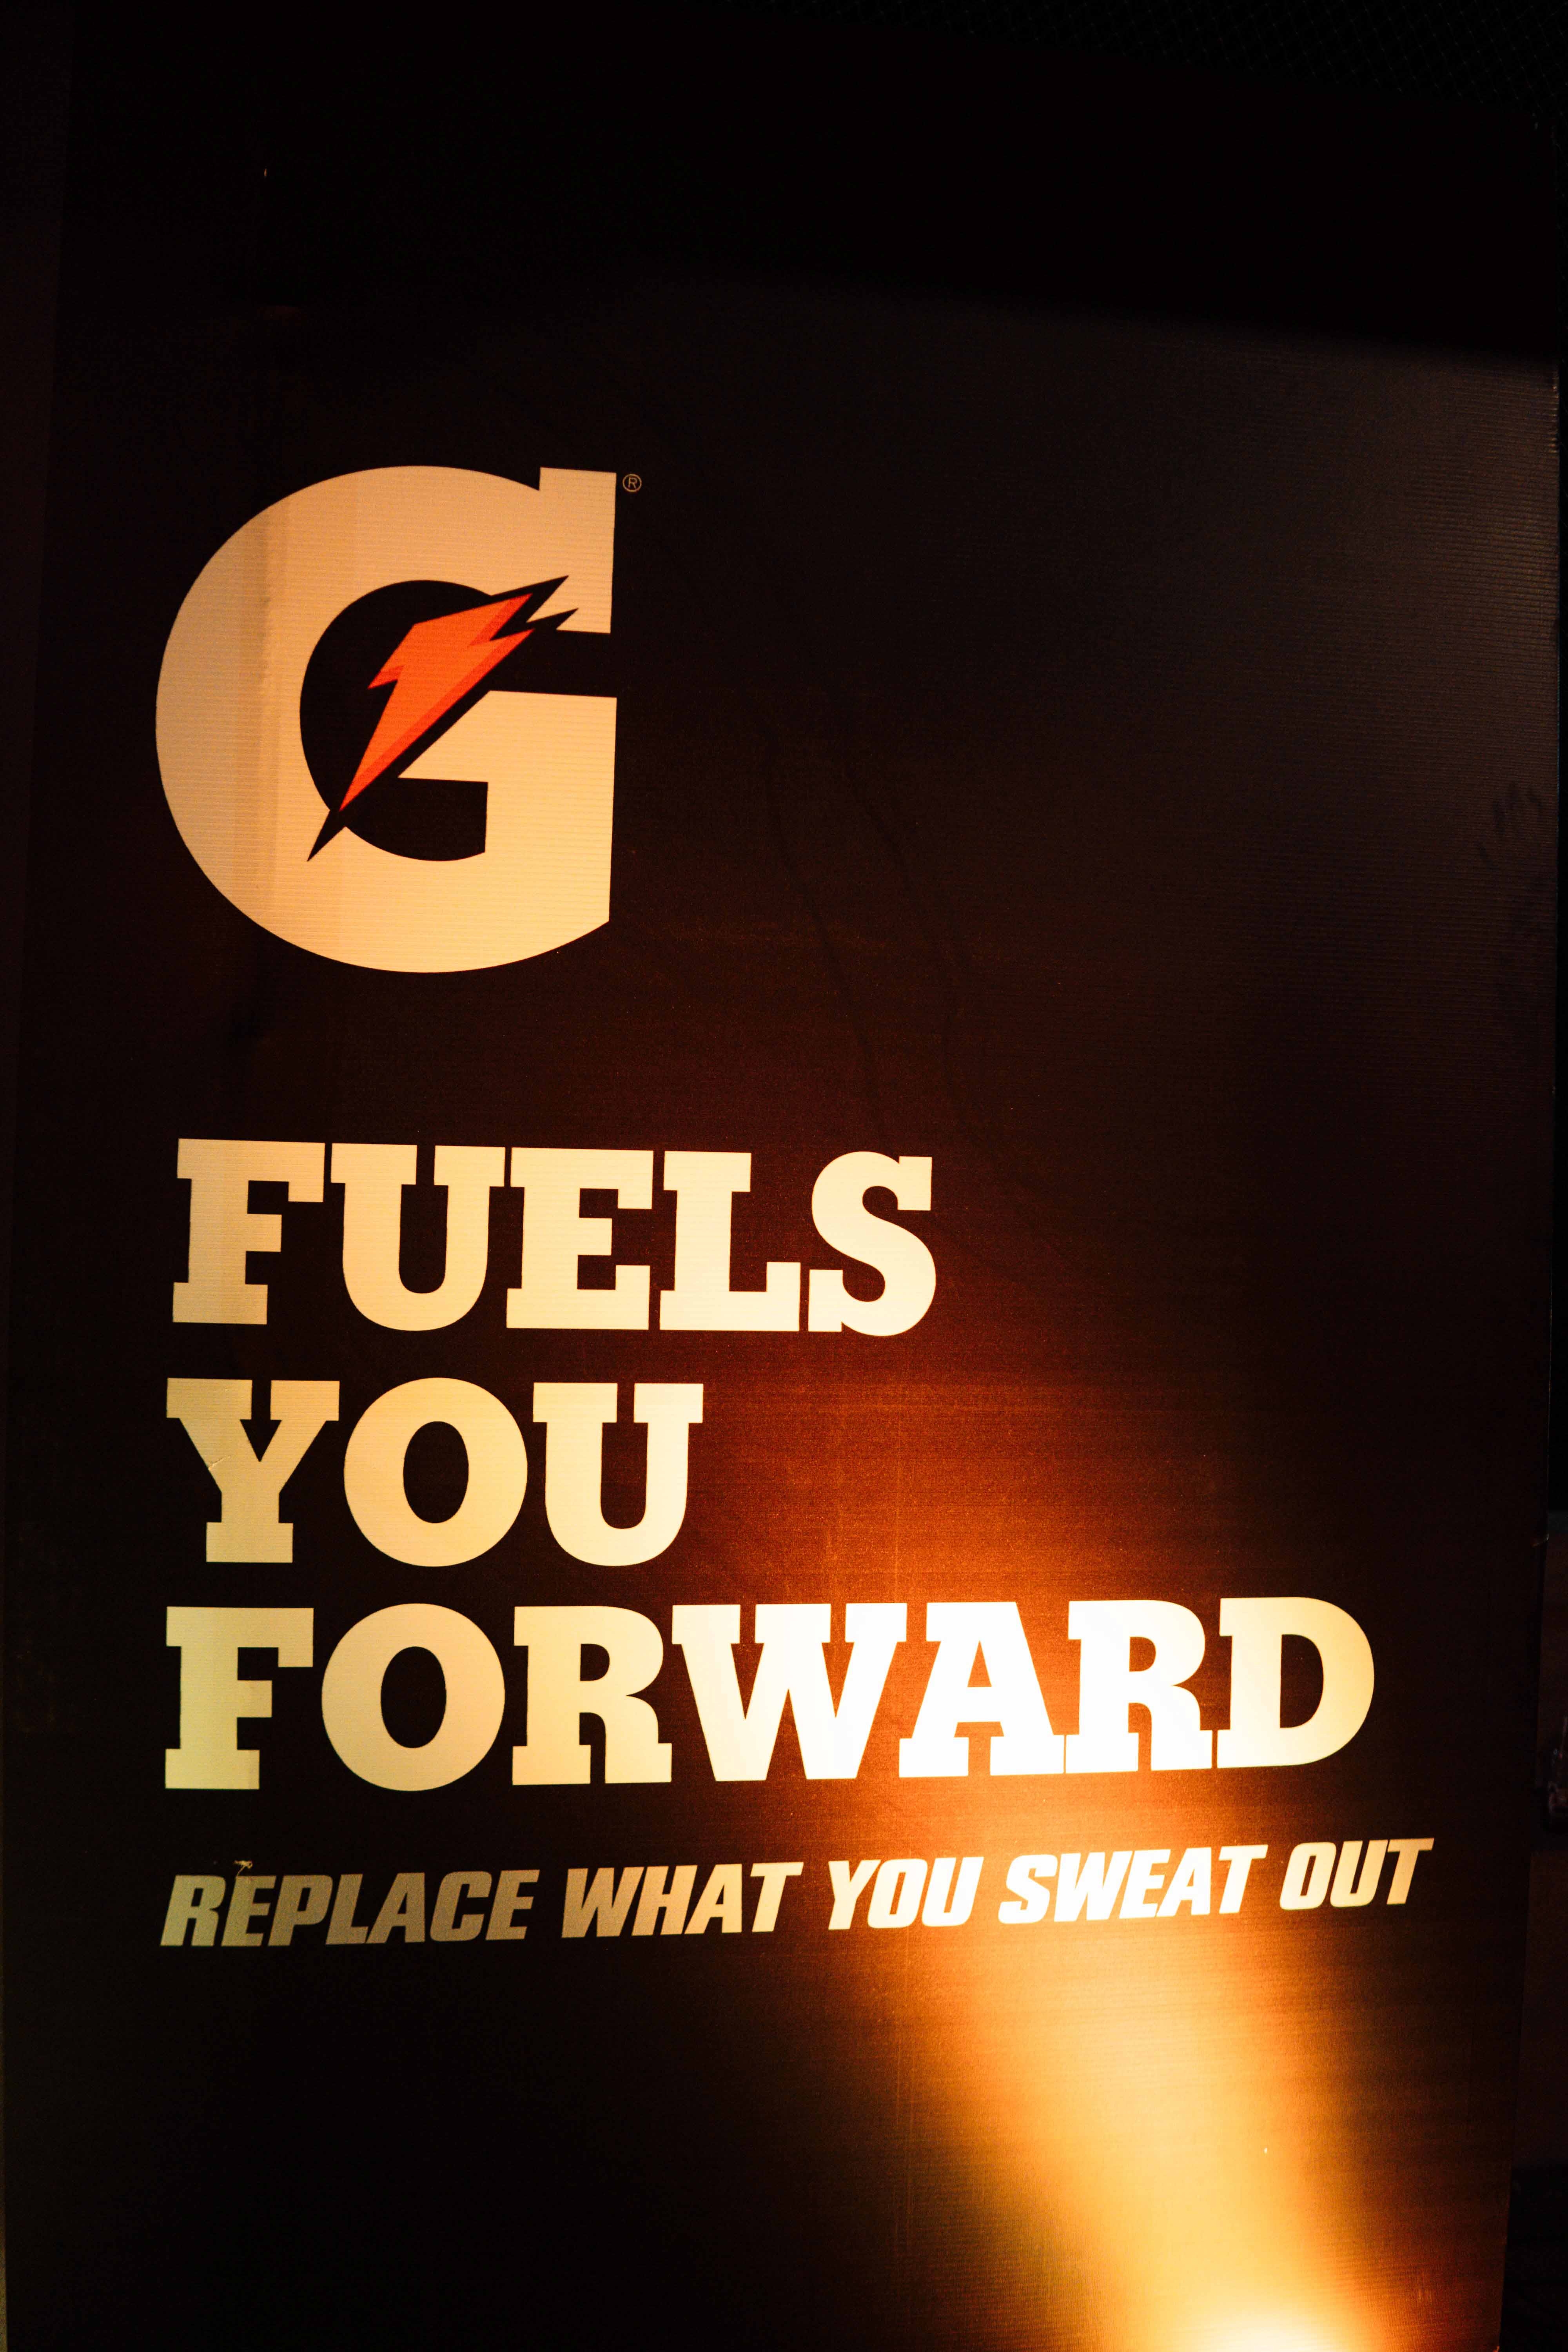 G®
FUELS
YOU
FORWARD
REPLACE WHAT YOU SWEAT OUT